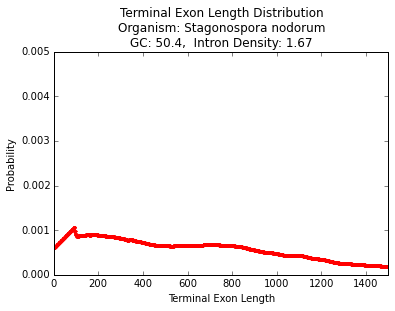 Terminal Exon Length Distribution
Organism: Stagonospora nodorum
GC: 50.4,  Intron Density: 1.67
0.005
0.004
0.003
0.002
0.001
0.000
Probability
0 200 400 600 800 1000 1200 1400
Terminal Exon Length